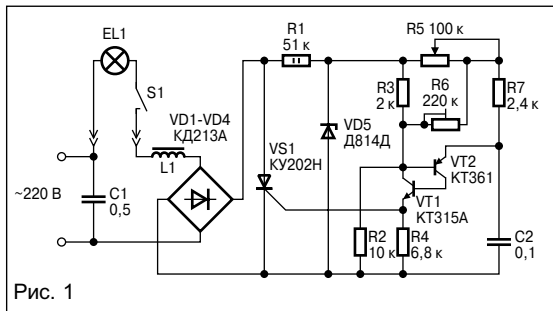 EL1
S1
VD1-VD4
КД213А
L1
~220 В
C1
0,5
R1
51 к
VS1
КУ202Н
VD5
Д814Д
R5 100 к
R3
2 к
R6
220 к
R7
2,4 к
VT2
КТ361
VT1
КТ315А
R2
10 к
R4
6,8 к
C2
0,1
Рис. 1